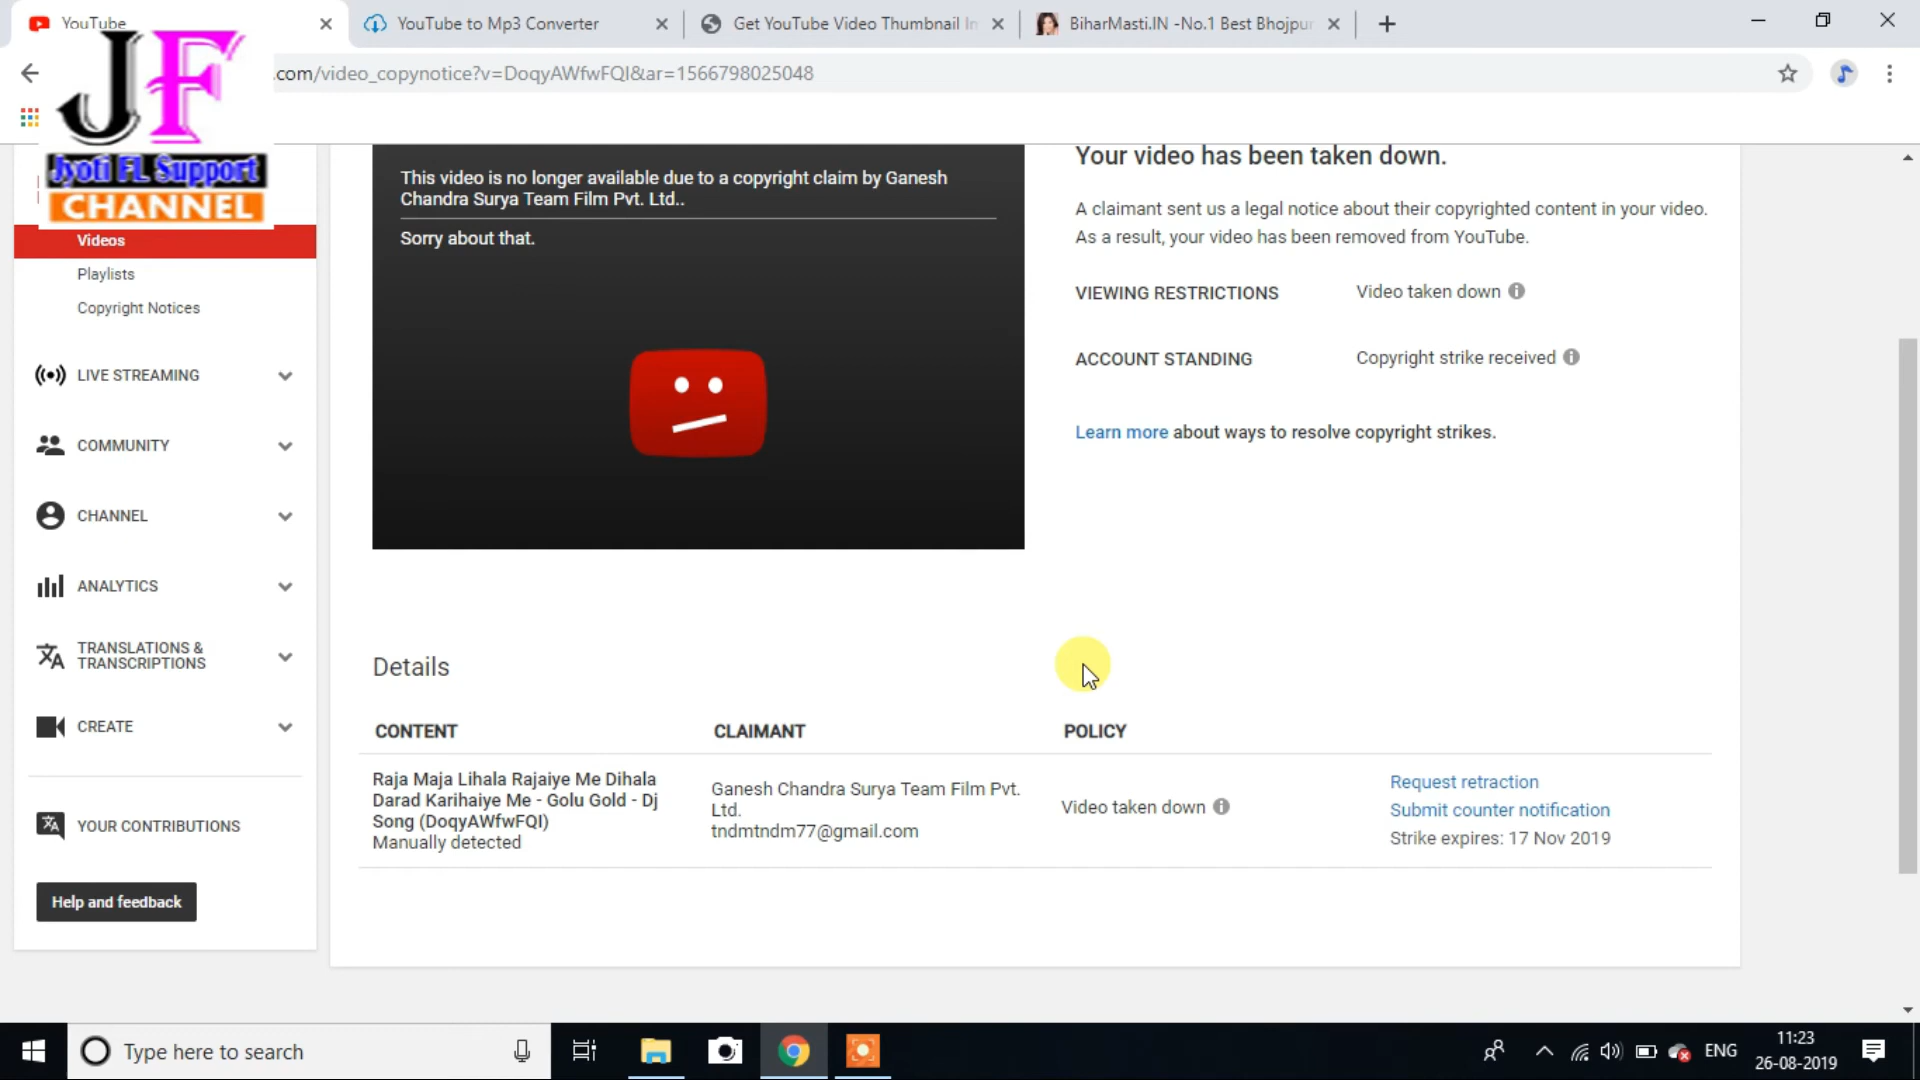 YouTube
YouTube to Mp3 Converter
Get YouTube Video Thumbnail In
BiharMasti.IN -No.1 Best Bhojpur
.com/video_copynotice?v=DoqyAWfwFQI&ar=1566798025048
JF
Jyoti FL Support
CHANNEL
Videos
Playlists
Copyright Notices
LIVE STREAMING
COMMUNITY
CHANNEL
ANALYTICS
TRANSLATIONS &
TRANSCRIPTIONS
CREATE
YOUR CONTRIBUTIONS
Help and feedback
This video is no longer available due to a copyright claim by Ganesh
Chandra Surya Team Film Pvt. Ltd..
Sorry about that.
Your video has been taken down.
A claimant sent us a legal notice about their copyrighted content in your video.
As a result, your video has been removed from YouTube.
VIEWING RESTRICTIONS
Video taken down
ACCOUNT STANDING
Copyright strike received
Learn more about ways to resolve copyright strikes.
Details
CONTENT
CLAIMANT
POLICY
Raja Maja Lihala Rajaiye Me Dihala
Darad Karihaiye Me - Golu Gold - Dj
Song (DoqyAWfwFQI)
Manually detected
Ganesh Chandra Surya Team Film Pvt.
Ltd.
tndmtndm77@gmail.com
Video taken down
Request retraction
Submit counter notification
Strike expires: 17 Nov 2019
Type here to search
ENG
11:23
26-08-2019